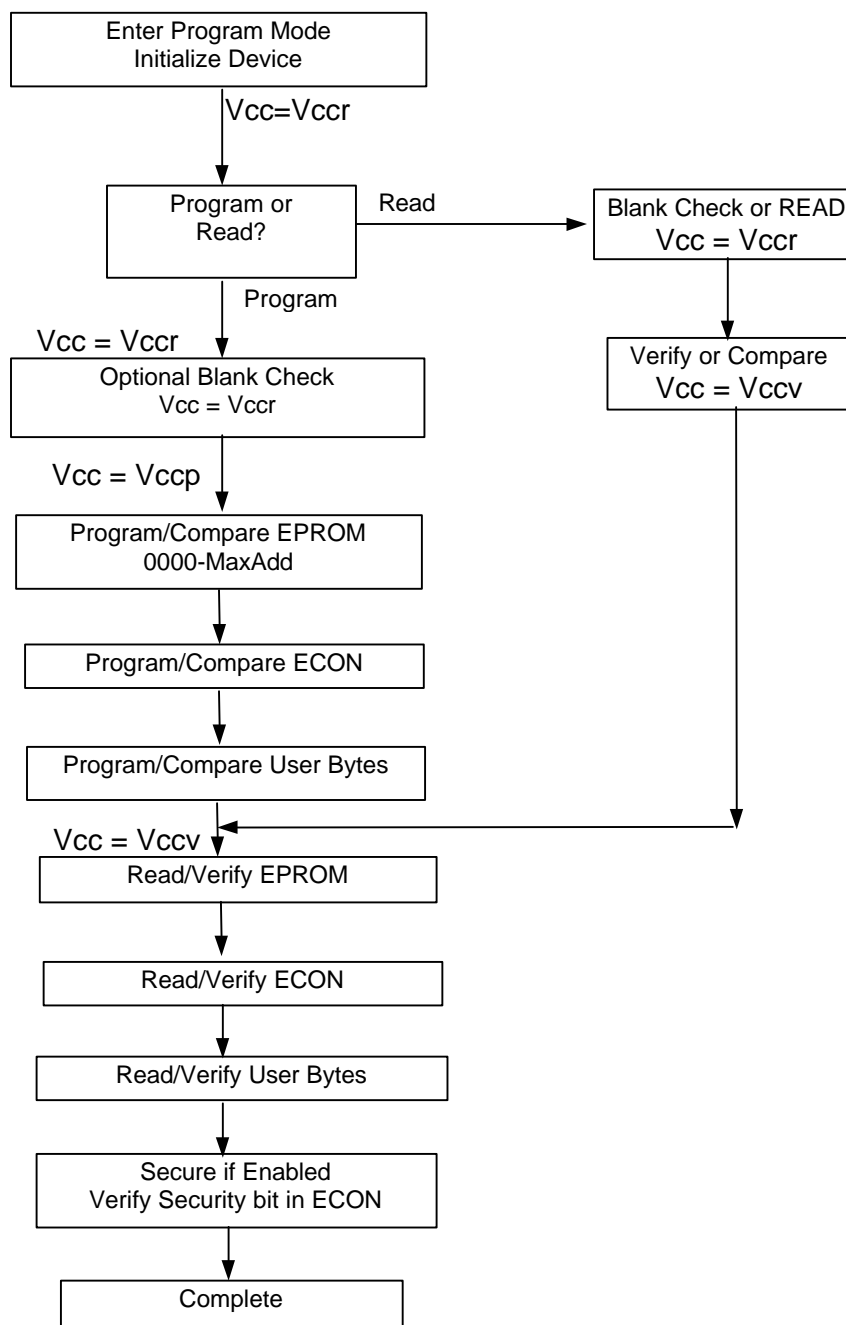 Enter Program Mode
Initialize Device
Vcc=Vccr
Program or
Read?
Read
Blank Check or READ
Vcc = Vccr
Program
Vcc = Vccr
Verify or Compare
Vcc = Vccv
Optional Blank Check
Vcc = Vccr
Vcc = Vccp
Program/Compare EPROM
0000-MaxAdd
Program/Compare ECON
Program/Compare User Bytes
Vcc = Vccv
Read/Verify EPROM
Read/Verify ECON
Read/Verify User Bytes
Secure if Enabled
Verify Security bit in ECON
Complete